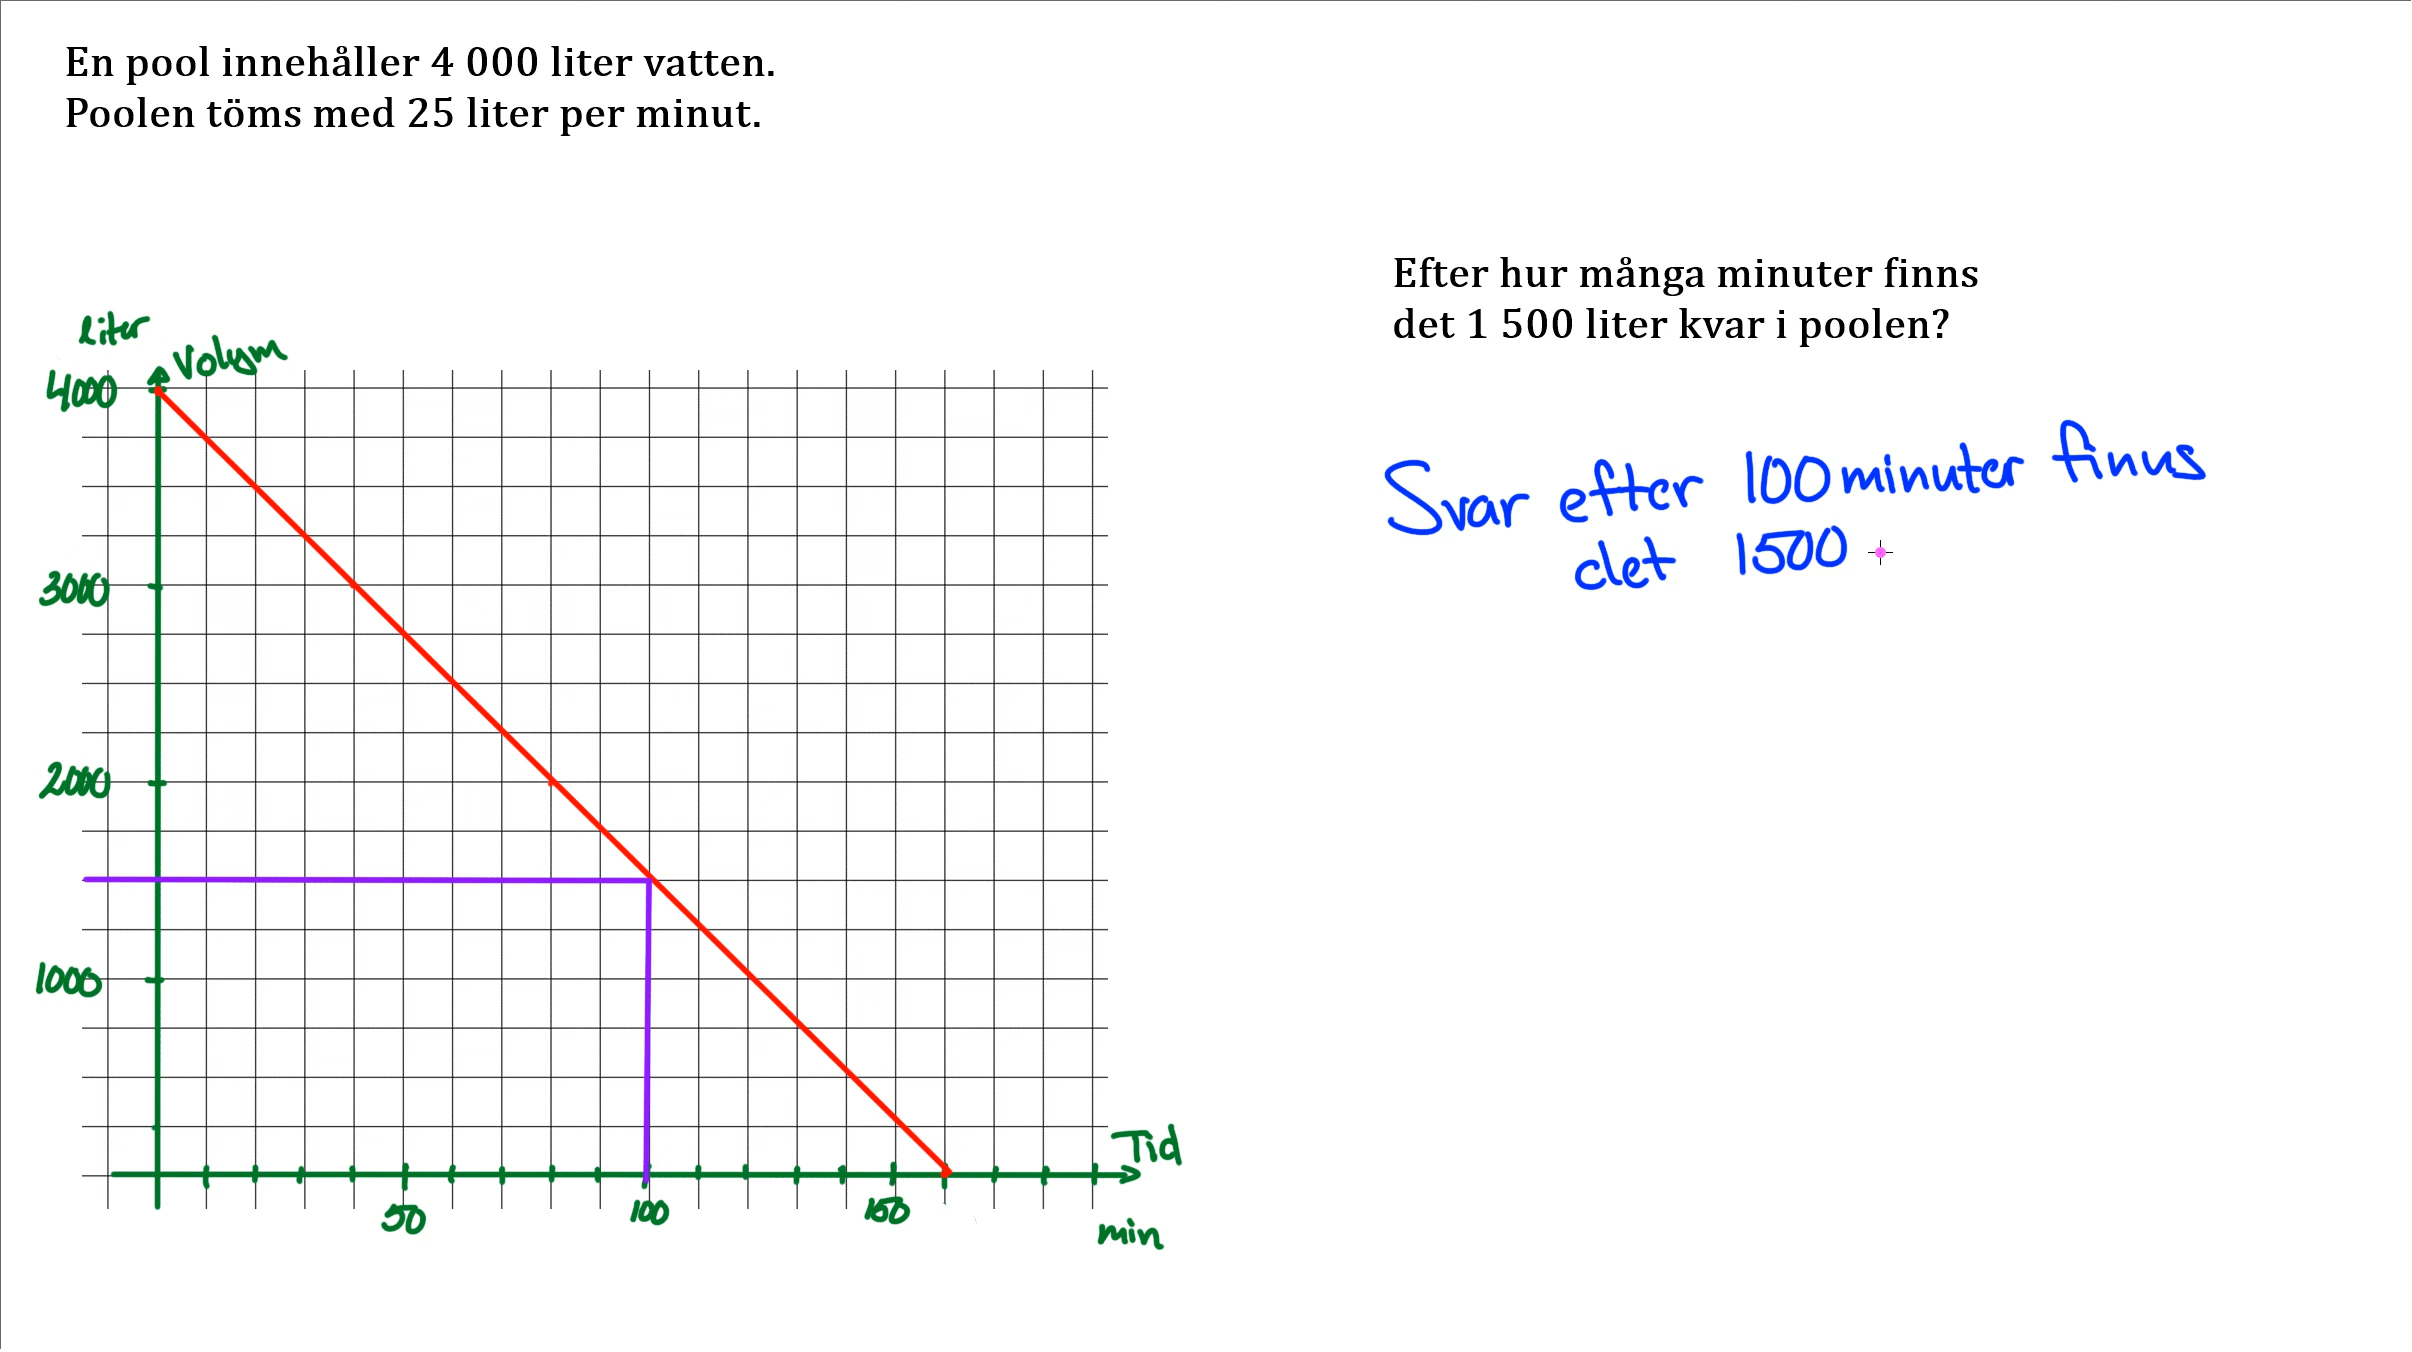 En pool innehåller 4 000 liter vatten.
Poolen töms med 25 liter per minut.
Efter hur många minuter finns
det 1 500 liter kvar i poolen?
Svar efter 100 minuter finns
det 1500
liter
Volym
4000
3000
2000
1000
50
100
150
Tid
min